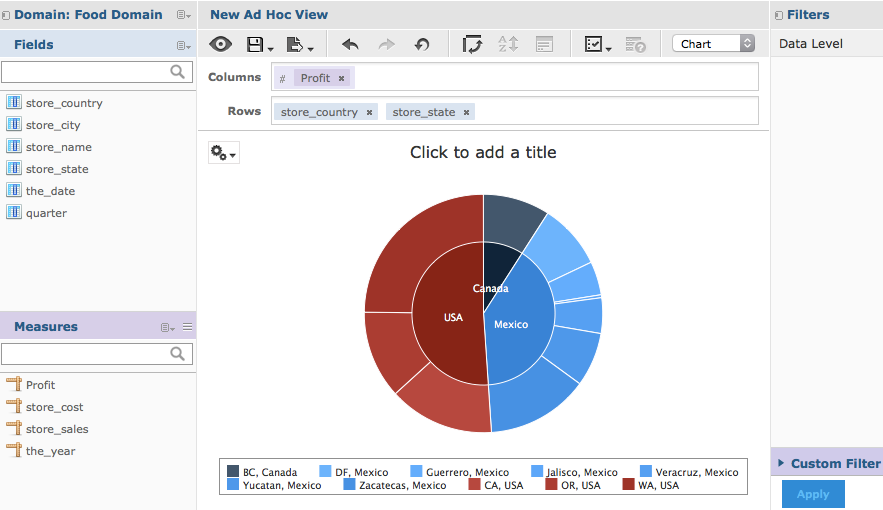 Domain: Food Domain
New Ad Hoc View
Filters
Fields
Chart
Data Level
Columns
# Profit ×
Rows
store_country × store_state ×
store_country
store_city
store_name
store_state
the_date
quarter
Click to add a title
Canada
USA
Mexico
Measures
Profit
store_cost
store_sales
the_year
BC, Canada DF, Mexico Guerrero, Mexico Jalisco, Mexico Veracruz, Mexico
Yucatan, Mexico Zacatecas, Mexico CA, USA OR, USA WA, USA
Custom Filter
Apply